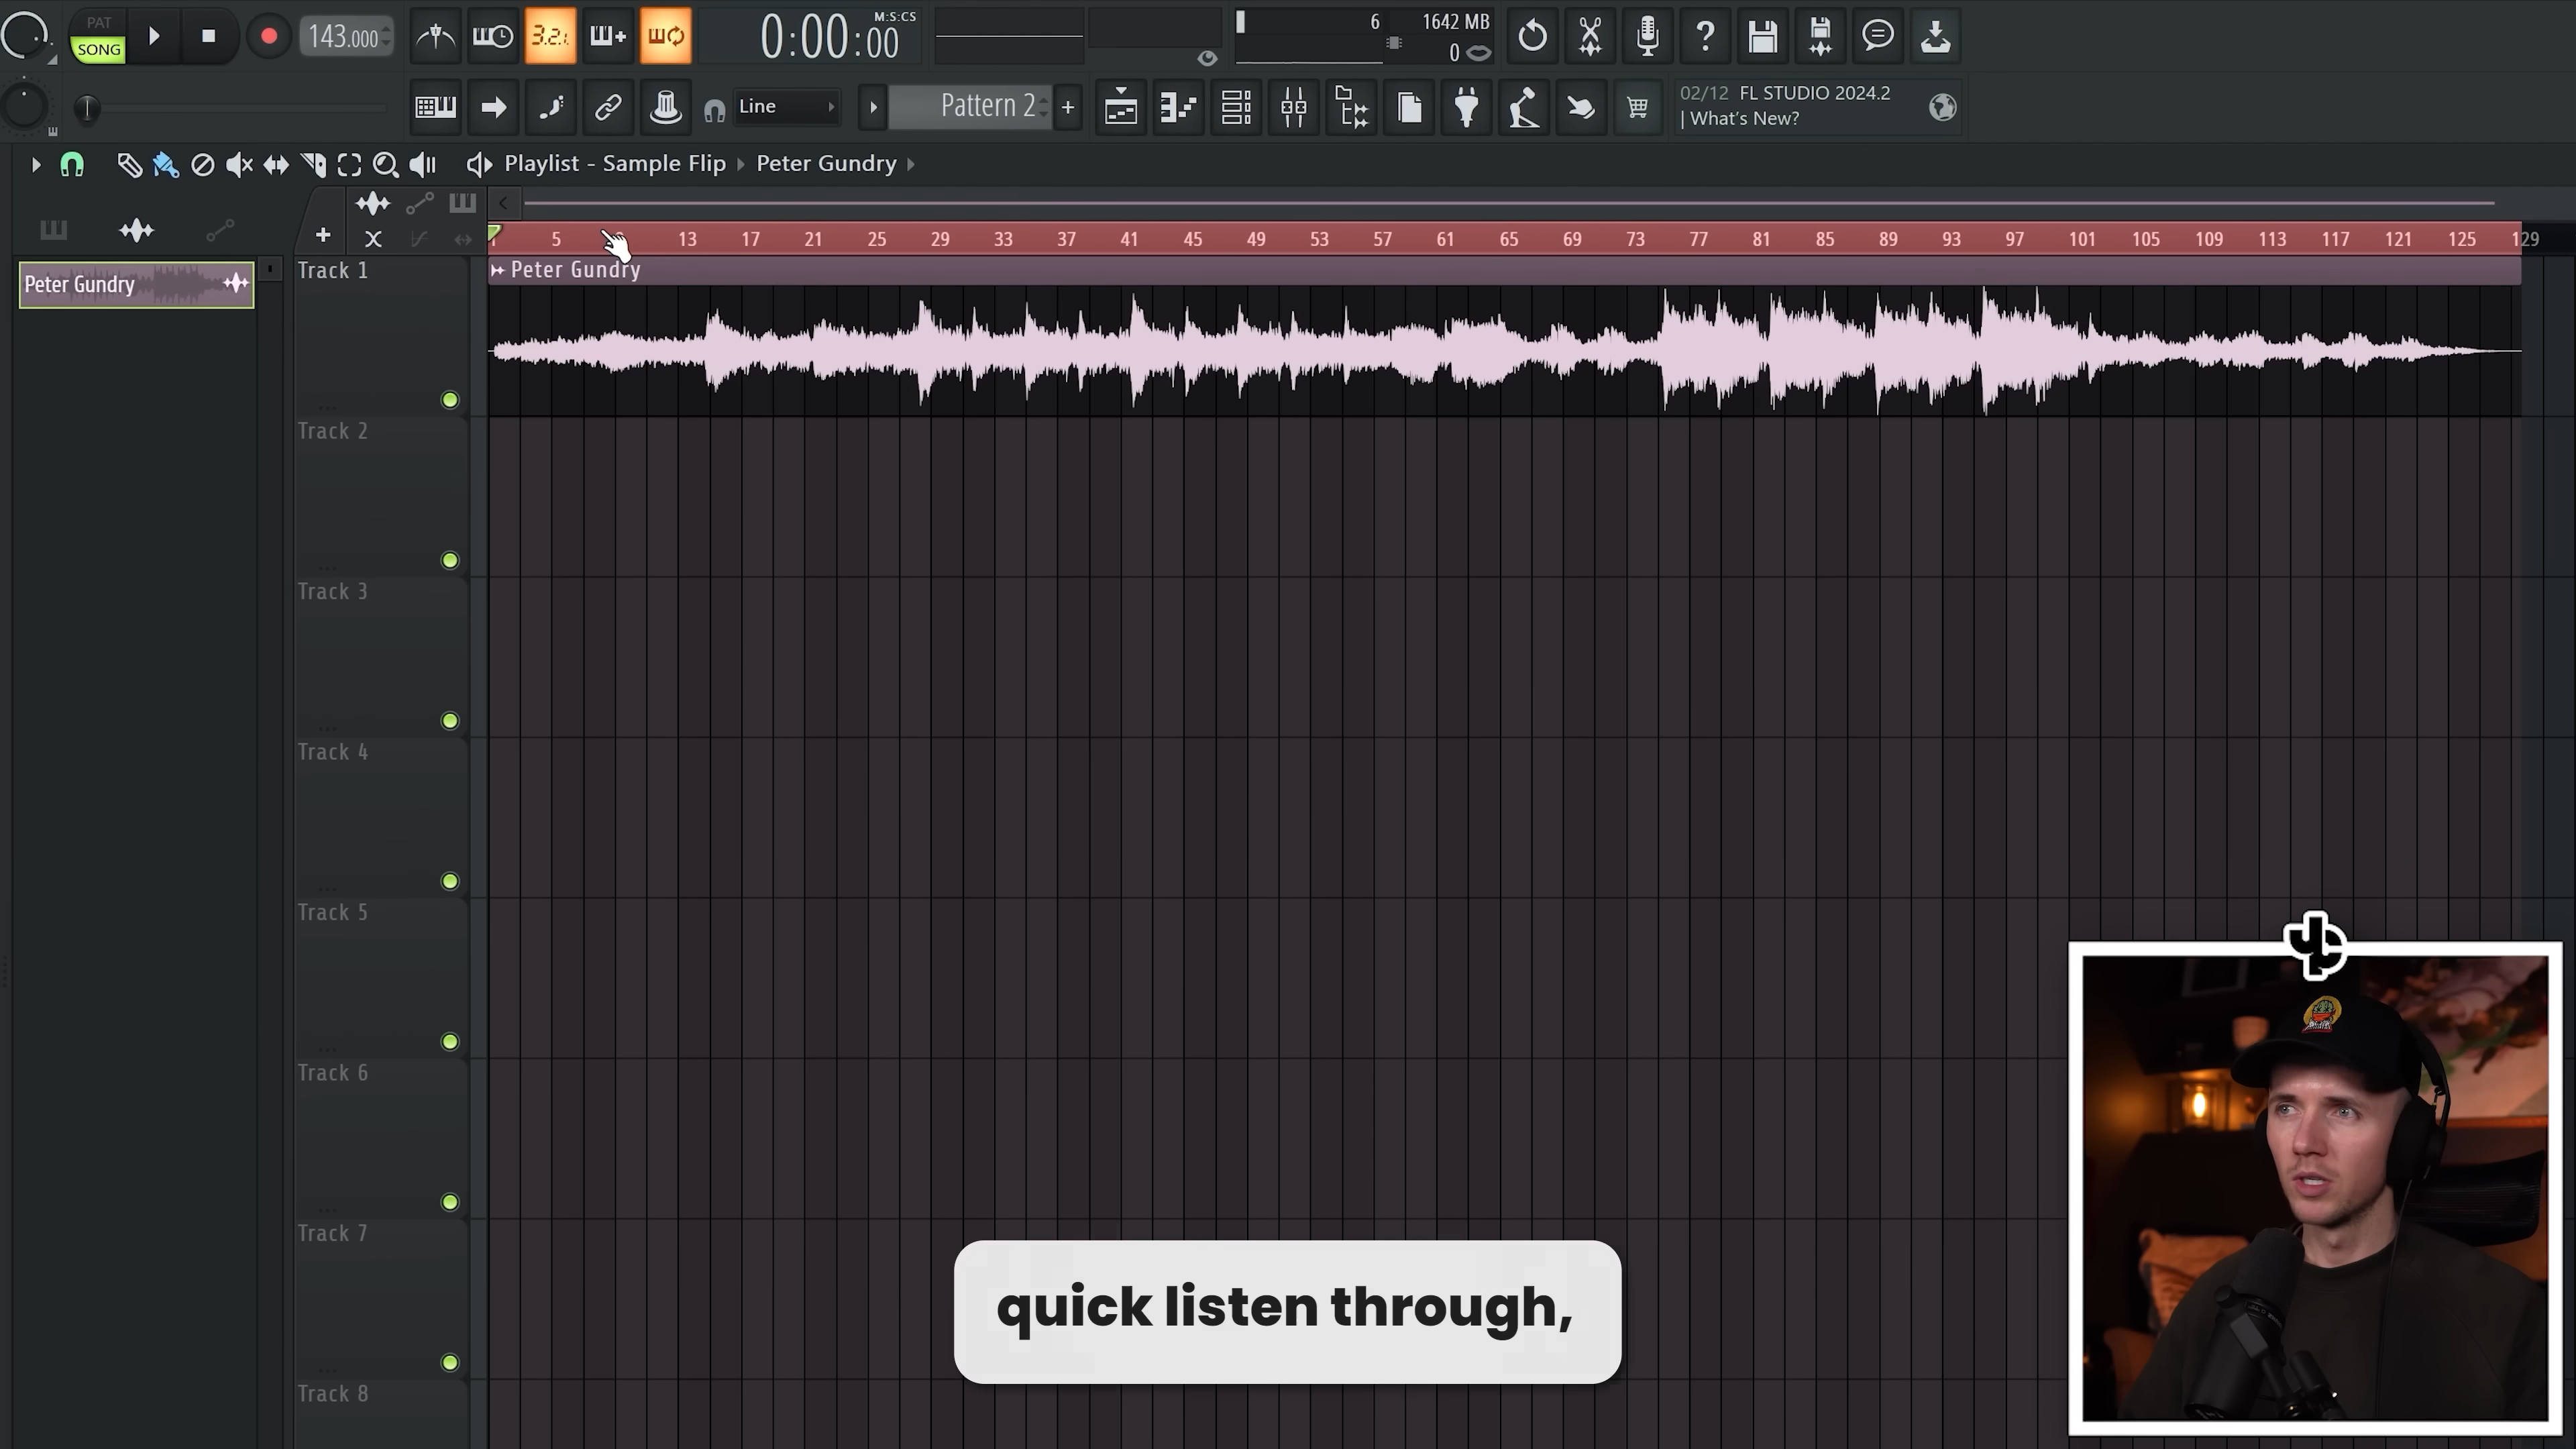 PAT
SONG
143.000
3.2.1
0:00:00
M:S:CS
6
1642 MB
0
Line
Pattern 2
02/12 FL STUDIO 2024.2
| What's New?
Playlist - Sample Flip
Peter Gundry
1 5 13 17 21 25 29 33 37 41 45 49 53 57 61 65 69 73 77 81 85 89 93 97 101 105 109 113 117 121 125 129
Peter Gundry
Peter Gundry
Track 1
Track 2
Track 3
Track 4
Track 5
Track 6
Track 7
Track 8
quick listen through,